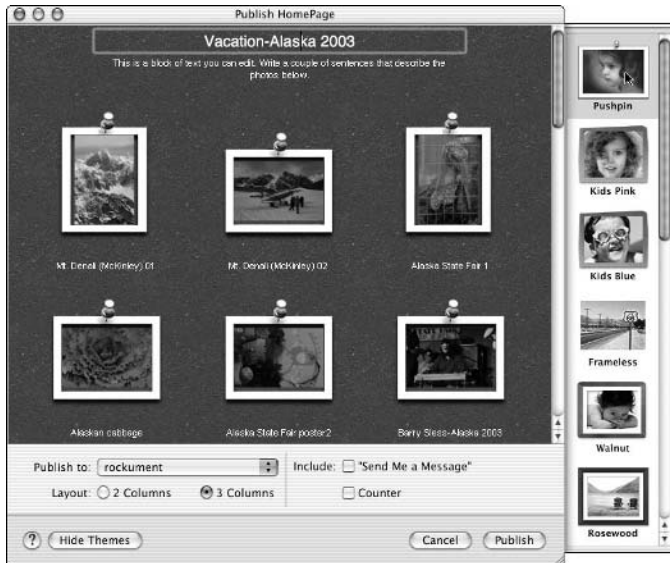 Publish HomePage
Vacation-Alaska 2003
This is a block of text you can edit. Write a couple of sentences that describe the
photos below.
Mt. Denali (McKinley) 01
Mt. Denali (McKinley) 02
Alaska State Fair 1
Alaskan cabbage
Alaska State Fair poster2
Barry Sless-Alaska 2003
Publish to: rockument
Include: "Send Me a Message"
Layout: 2 Columns 3 Columns
Counter
? Hide Themes
Cancel Publish
Pushpin
Kids Pink
Kids Blue
Frameless
Walnut
Rosewood